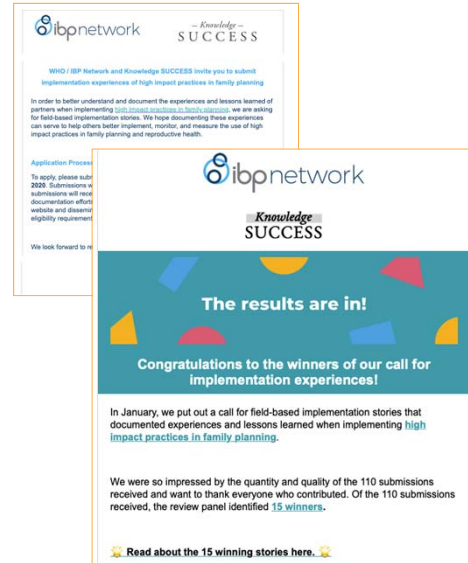 ibpnetwork
Knowledge
SUCCESS
WHO / IBP Network and Knowledge SUCCESS invite you to submit
implementation experiences of high impact practices in family planning
In order to better understand and document the experiences and lessons learned of
partners when implementing high impact practices in family planning, we are asking
for field-based implementation stories. We hope documenting these experiences
can serve to help others better implement, monitor, and measure the use of high
impact practices in family planning and reproductive health.
Application
To apply, please
2020. Submissions
submissions will
documentation
website and
eligibility
We look forward to
ibpnetwork
Knowledge
SUCCESS
The results are in!
Congratulations to the winners of our call for
implementation experiences!
In January, we put out a call for field-based implementation stories that
documented experiences and lessons learned when implementing high
impact practices in family planning.
We were so impressed by the quantity and quality of the 110 submissions
received and want to thank everyone who contributed. Of the 110 submissions
received, the review panel identified 15 winners.
Read about the 15 winning stories here.